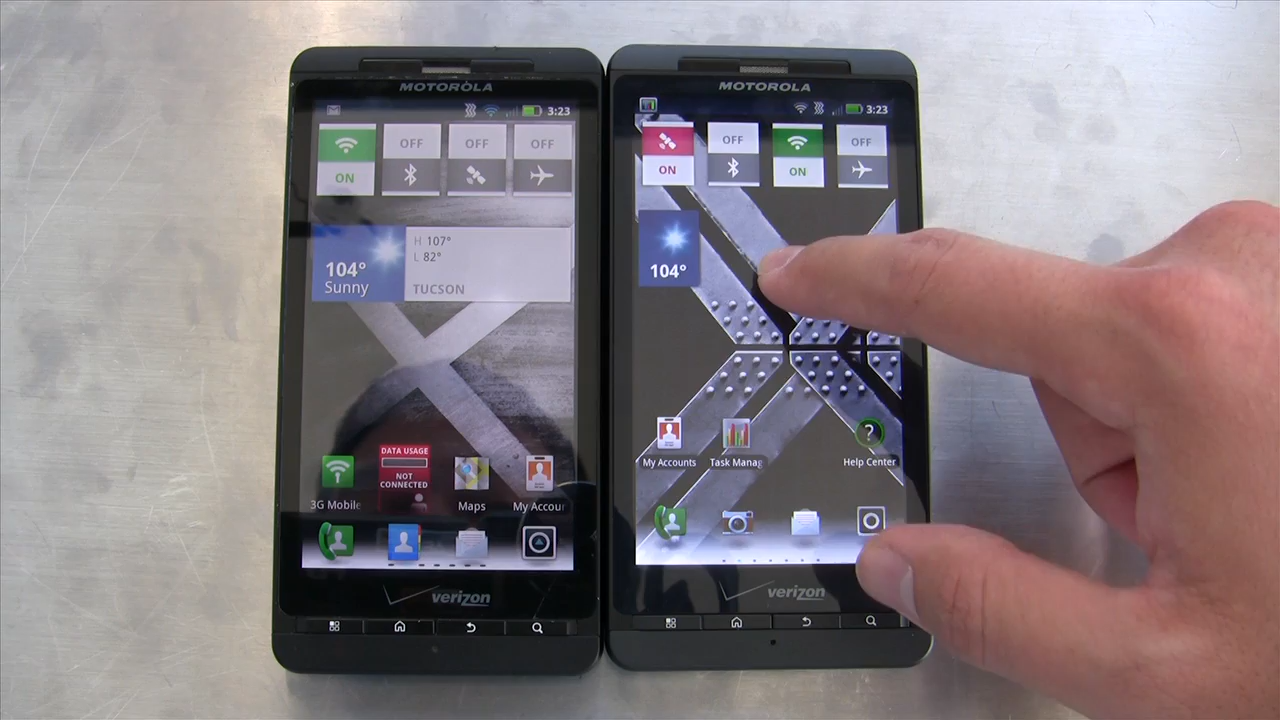 MOTOROLA
3:23
ON
OFF
OFF
OFF
104°
Sunny
H 107°
L 82°
TUCSON
DATA USAGE
NOT
CONNECTED
3G Mobile
Maps
My Accou
verizon
MOTOROLA
3:23
ON
OFF
ON
OFF
104°
My Accounts
Task Manag
?
Help Center
verizon